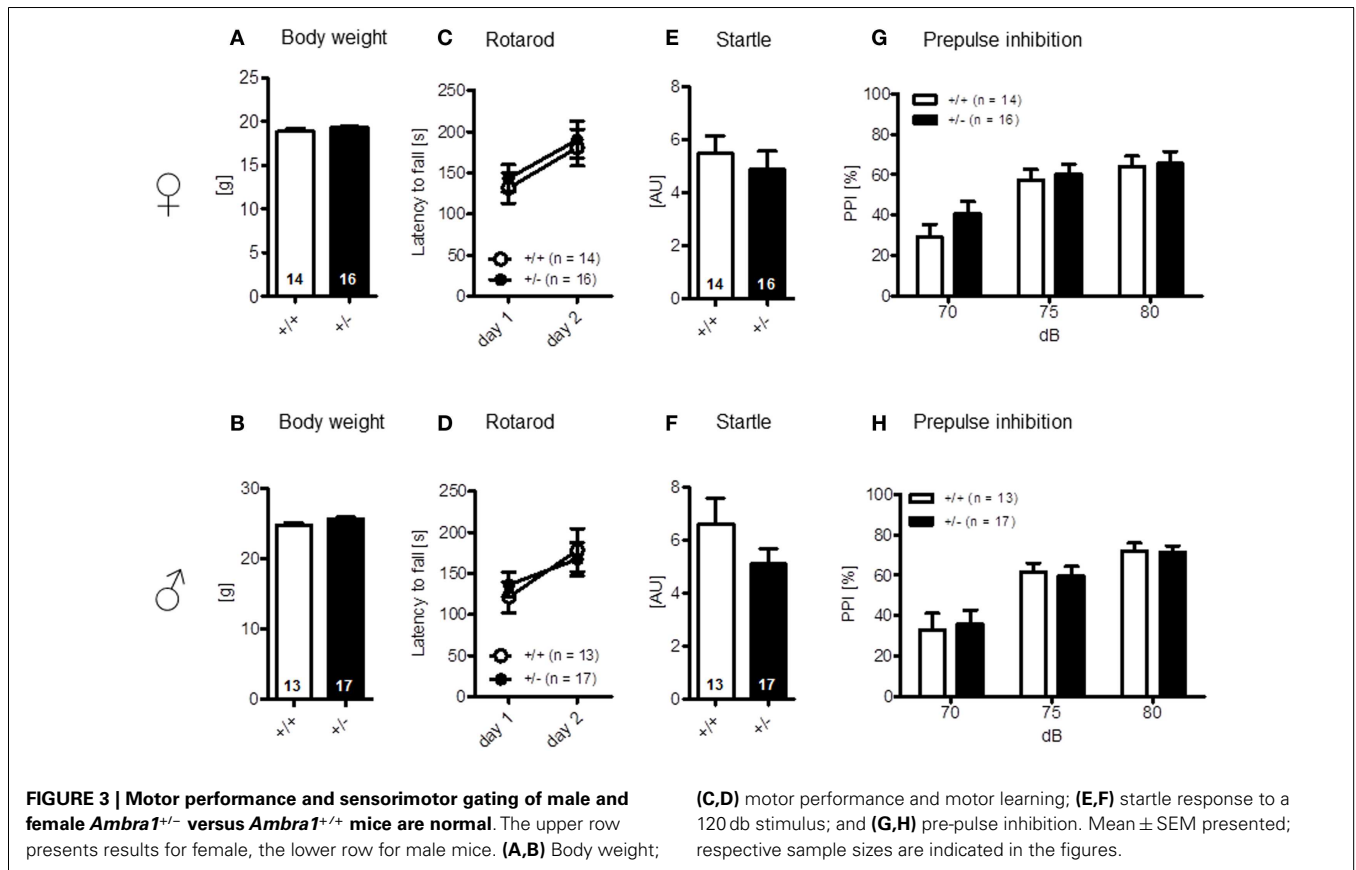 A Body weight C Rotarod E Startle G Prepulse inhibition
25
20
15
10
5
0
[g]
14 16
+/+ +/-
250
200
150
100
50
0
Latency to fall [s]
+/+ (n = 14)
+/- (n = 16)
day 1 day 2
8
6
4
2
0
[AU]
14 16
+/+ +/-
100
80
60
40
20
0
PPI [%]
+/+ (n = 14)
+/- (n = 16)
70 75 80
dB
B Body weight D Rotarod F Startle H Prepulse inhibition
30
20
10
0
[g]
13 17
+/+ +/-
250
200
150
100
50
0
Latency to fall [s]
+/+ (n = 13)
+/- (n = 17)
day 1 day 2
8
6
4
2
0
[AU]
13 17
+/+ +/-
100
80
60
40
20
0
PPI [%]
+/+ (n = 13)
+/- (n = 17)
70 75 80
dB
FIGURE 3 | Motor performance and sensorimotor gating of male and
female Ambra1+/− versus Ambra1+/+ mice are normal. The upper row
presents results for female, the lower row for male mice. (A,B) Body weight;
(C,D) motor performance and motor learning; (E,F) startle response to a
120 db stimulus; and (G,H) pre-pulse inhibition. Mean ± SEM presented;
respective sample sizes are indicated in the figures.